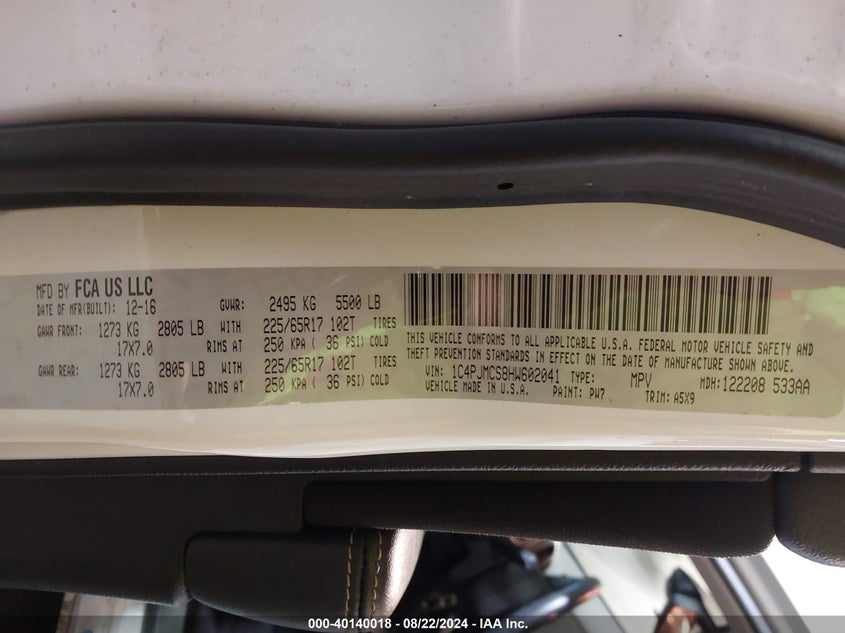 MFD BY FCA US LLC
DATE OF MFR(BUILT): 12-16 GVWR: 2495 KG 5500 LB
GAWR FRONT: 1273 KG 2805 LB WITH 225/65R17 102T TIRES
17X7.0 RIMS AT 250 KPA ( 36 PSI) COLD
GAWR REAR: 1273 KG 2805 LB WITH 225/65R17 102T TIRES
17X7.0 RIMS AT 250 KPA ( 36 PSI) COLD
THIS VEHICLE CONFORMS TO ALL APPLICABLE U.S.A. FEDERAL MOTOR VEHICLE SAFETY AND
THEFT PREVENTION STANDARDS IN EFFECT ON THE DATE OF MANUFACTURE SHOWN ABOVE.
VIN: 1C4PJMCS8HW602041 TYPE: MPV MDH: 122208 533AA
VEHICLE MADE IN U.S.A. PAINT: PW7 TRIM: A5X9
000-40140018 - 08/22/2024 - IAA Inc.